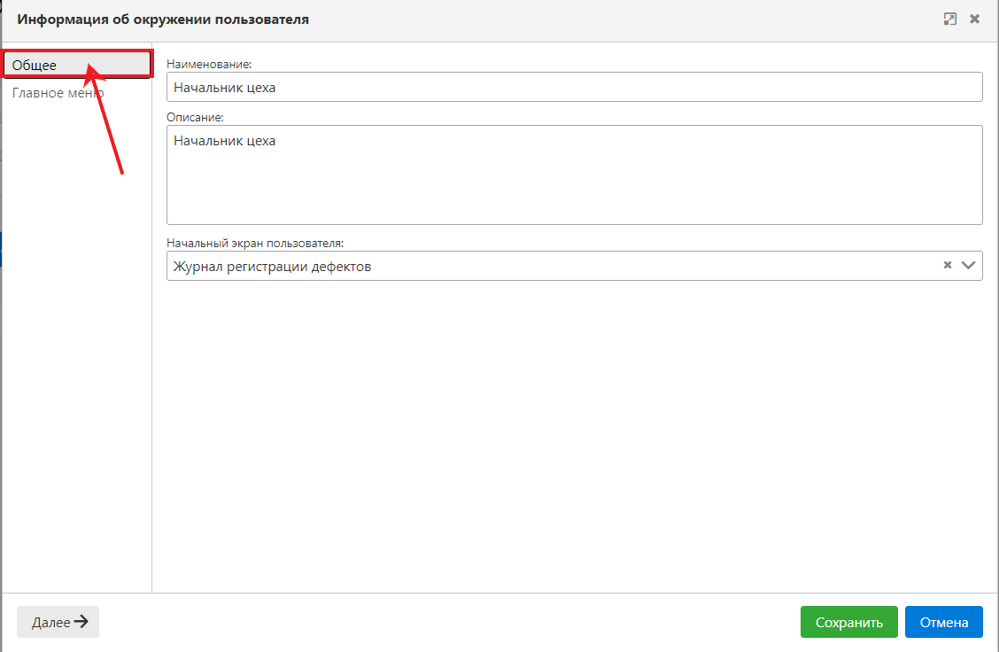 Информация об окружении пользователя
Общее
Главное меню
Наименование:
Начальник цеха
Описание:
Начальник цеха
Начальный экран пользователя:
Журнал регистрации дефектов
Далее
Сохранить
Отмена